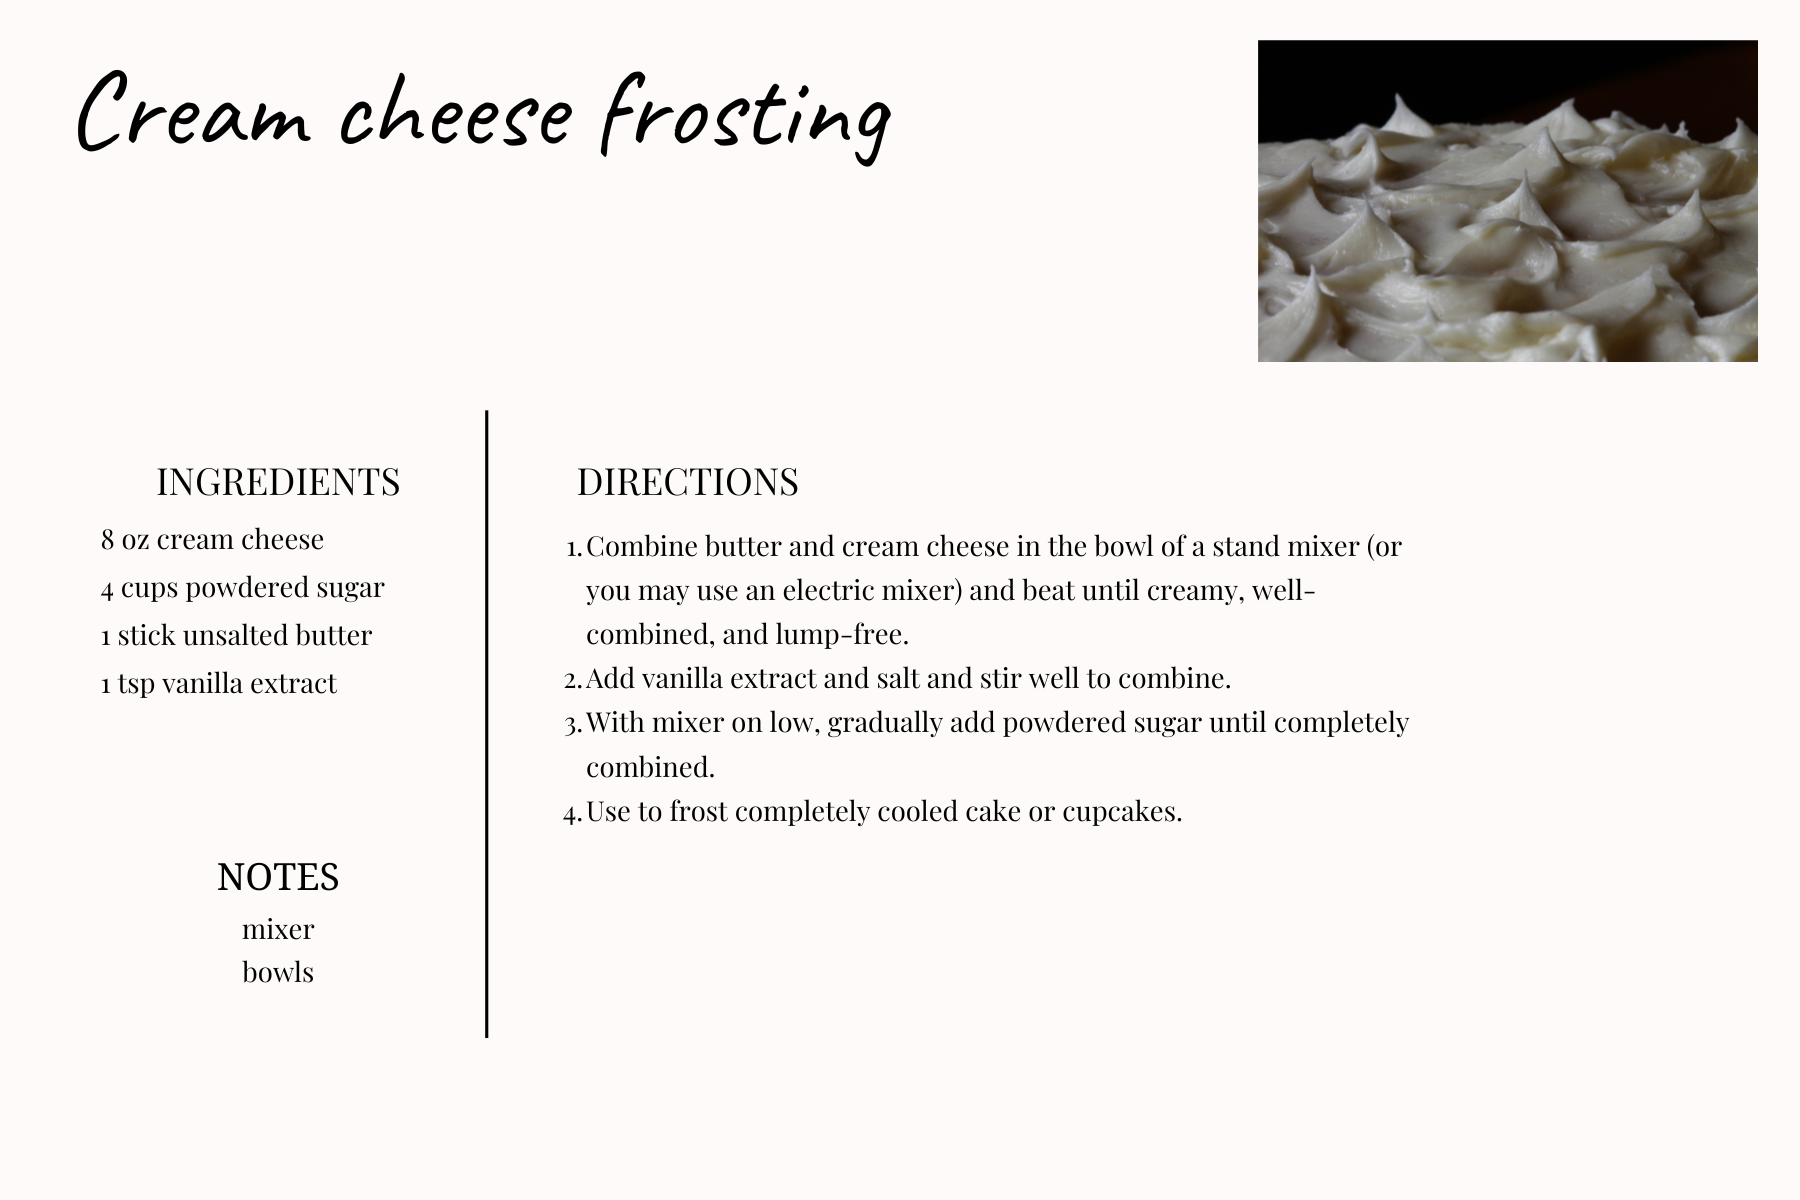 Cream cheese frosting
INGREDIENTS
8 oz cream cheese
4 cups powdered sugar
1 stick unsalted butter
1 tsp vanilla extract
NOTES
mixer
bowls
DIRECTIONS
1. Combine butter and cream cheese in the bowl of a stand mixer (or
you may use an electric mixer) and beat until creamy, well-
combined, and lump-free.
2. Add vanilla extract and salt and stir well to combine.
3. With mixer on low, gradually add powdered sugar until completely
combined.
4. Use to frost completely cooled cake or cupcakes.